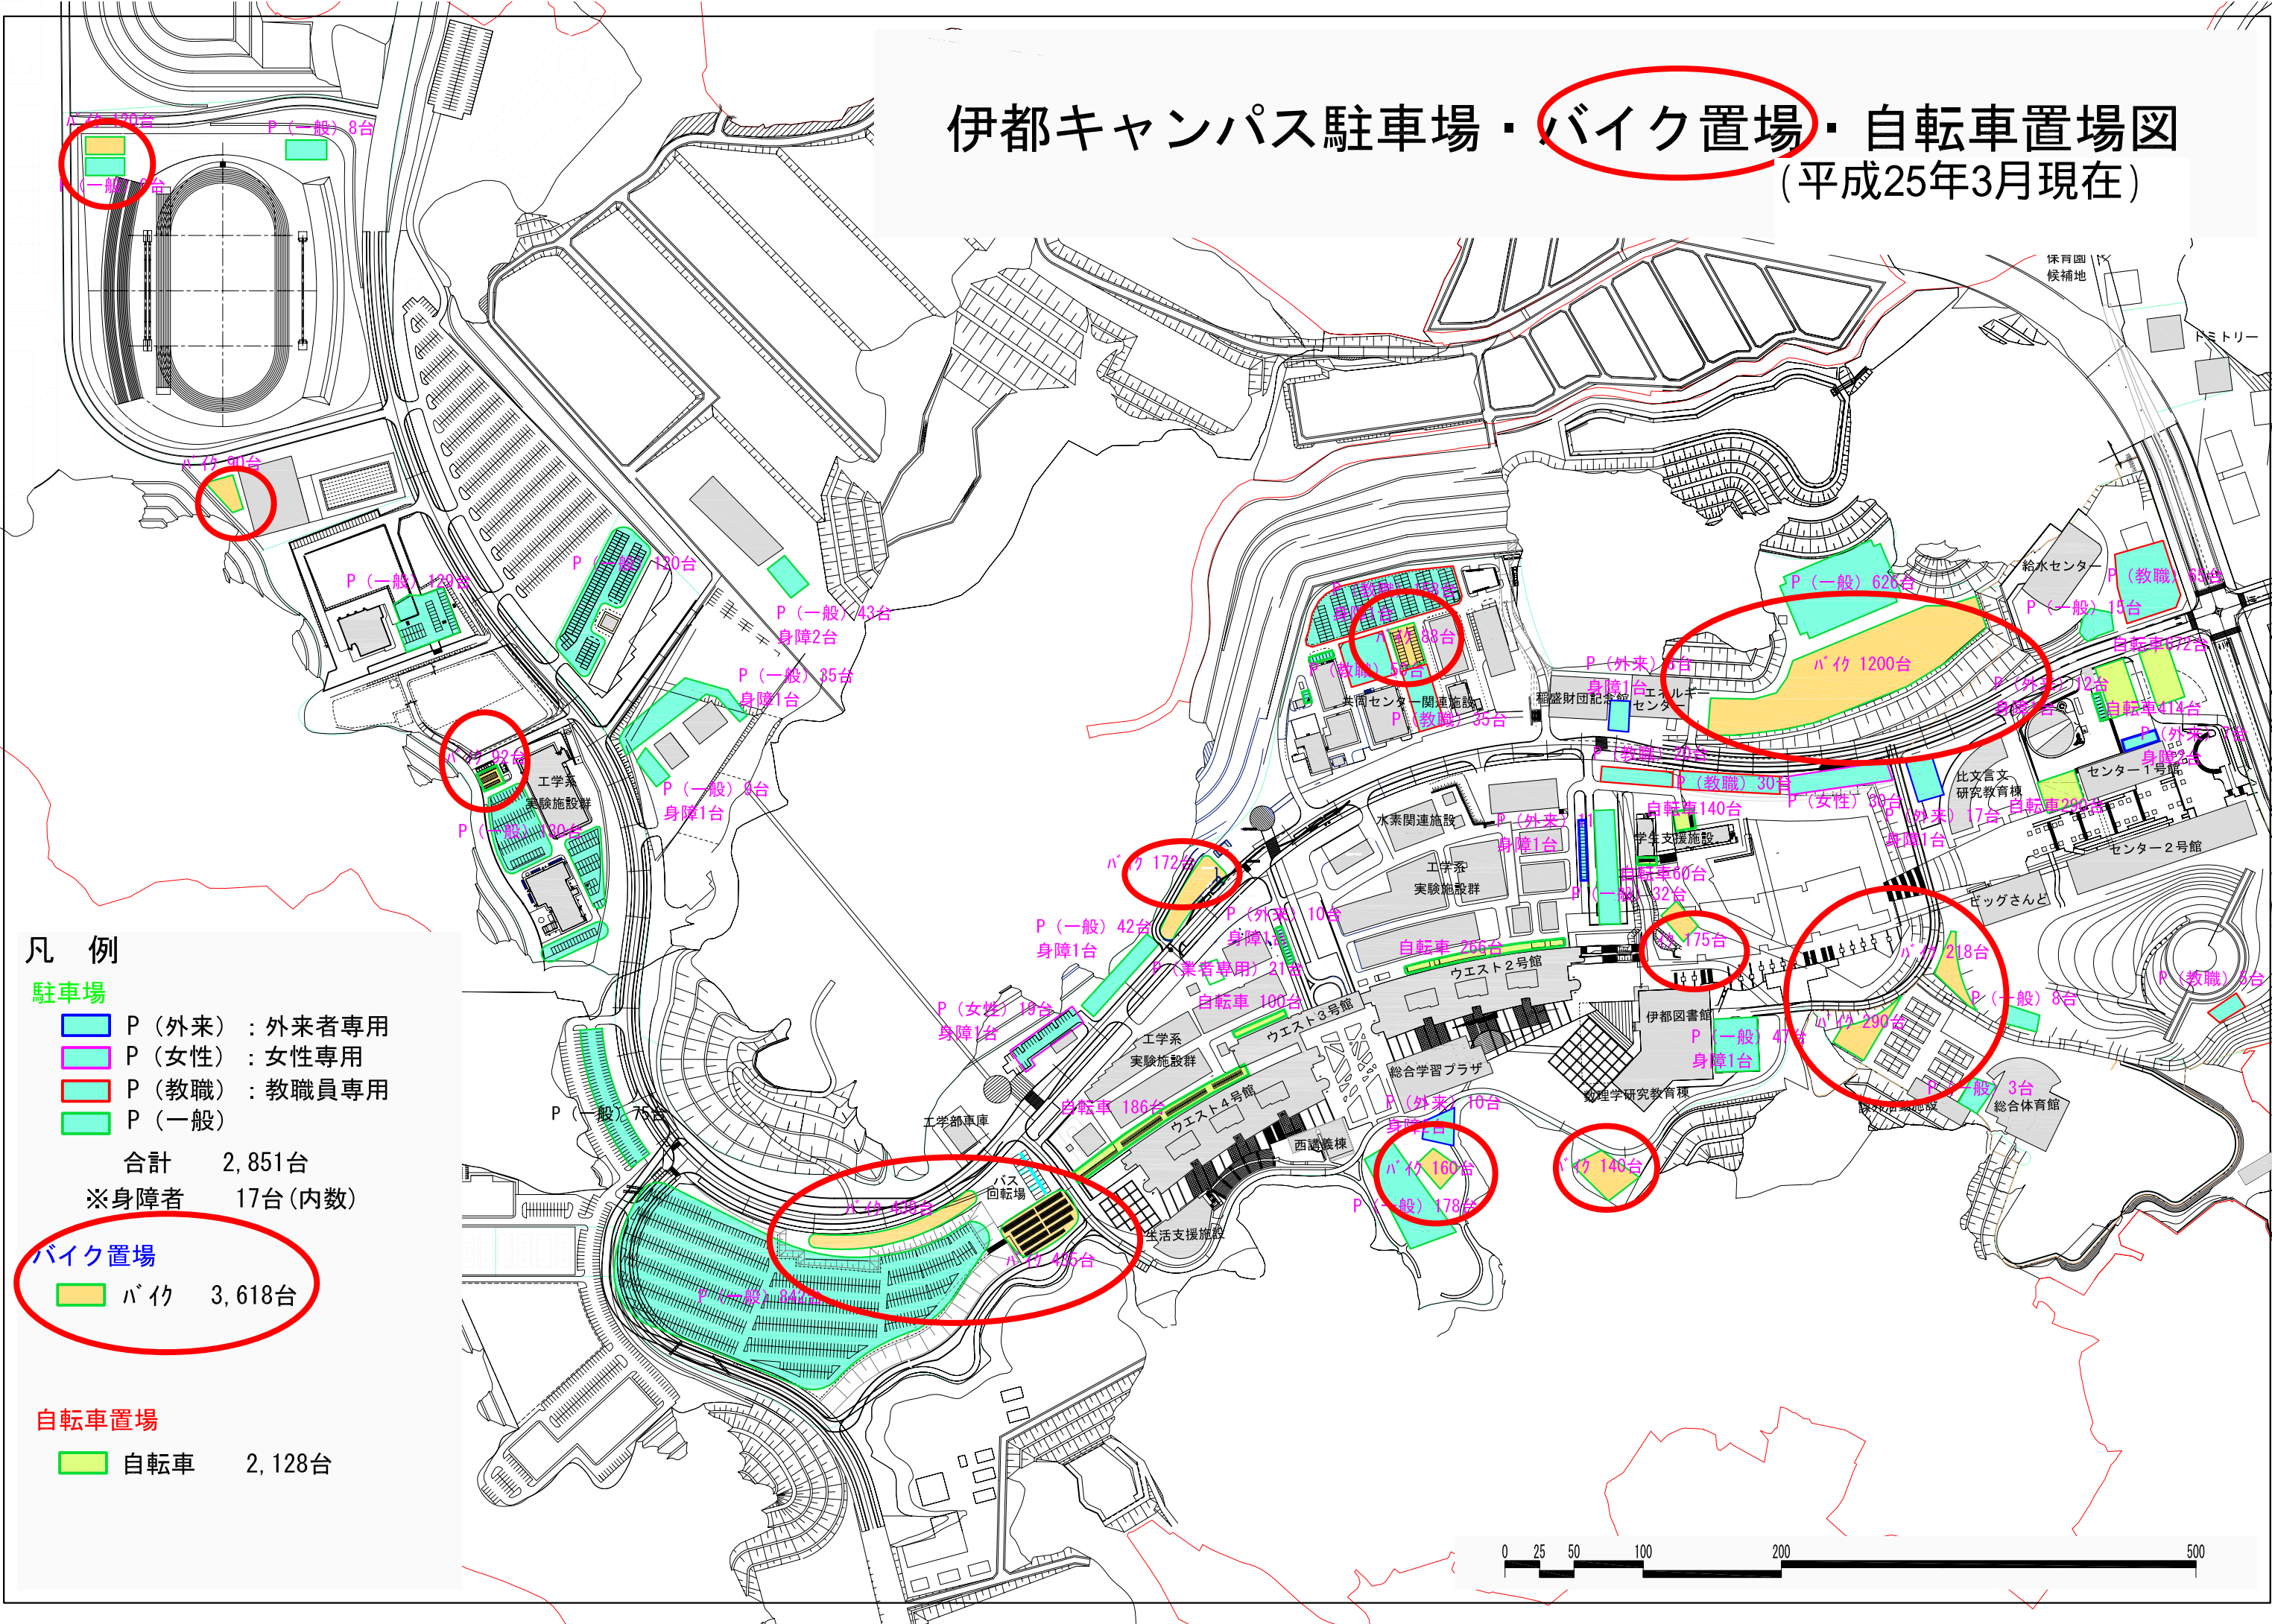 伊都キャンパス駐車場・バイク置場・自転車置場図
(平成25年3月現在)
保育園
候補地
ドミトリー
バイク 120台
P（一般）8台
P（一般）
バイク 90台
P（一般）129台
P（一般）120台
P（一般）43台
身障2台
P（一般）35台
身障1台
P（一般）9台
身障1台
バイク 92台
工学系
実験施設群
P（一般）130台
P（教職）
バイク 88台
P（教職）
共同センター関連施設
P（教職）35台
P（外来）
身障1台
稲盛財団記念館
エネルギー
センター
P（一般）626台
バイク 1200台
給水センター
P（教職）65台
P（一般）15台
自転車672台
P（外来）12台
自転車414台
P（外来）
身障2台
センター1号館
自転車290台
比文言文
研究教育棟
P（教職）20台
P（教職）30台
P（女性）30台
P（外来）17台
身障1台
センター2号館
ビッグさんど
水素関連施設
P（外来）11
身障1台
自転車140台
学生支援施設
工学系
実験施設群
自転車60台
P（一般）32台
バイク 172台
P（一般）42台
身障1台
P（外来）10台
身障1台
P（業者専用）21台
自転車 266台
ウエスト2号館
175台
バイク 218台
P（教職）5台
P（一般）8台
バイク 290台
P（女性）19台
身障1台
自転車 100台
ウエスト3号館
工学系
実験施設群
伊都図書館
P（一般）47台
身障1台
総合学習プラザ
数理学研究教育棟
P（一般）3台
課外活動施設
総合体育館
P（一般）75台
工学部車庫
自転車 186台
ウエスト4号館
P（外来）10台
西講義棟
バイク 160台
P（一般）178台
バイク 140台
バス
回転場
バイク
生活支援施設
バイク 485台
P（一般）842台
凡　例
駐車場
P（外来）：外来者専用
P（女性）：女性専用
P（教職）：教職員専用
P（一般）
合計　2,851台
※身障者　17台(内数)
バイク置場
バイク　3,618台
自転車置場
自転車　2,128台
0 25 50 100 200 500